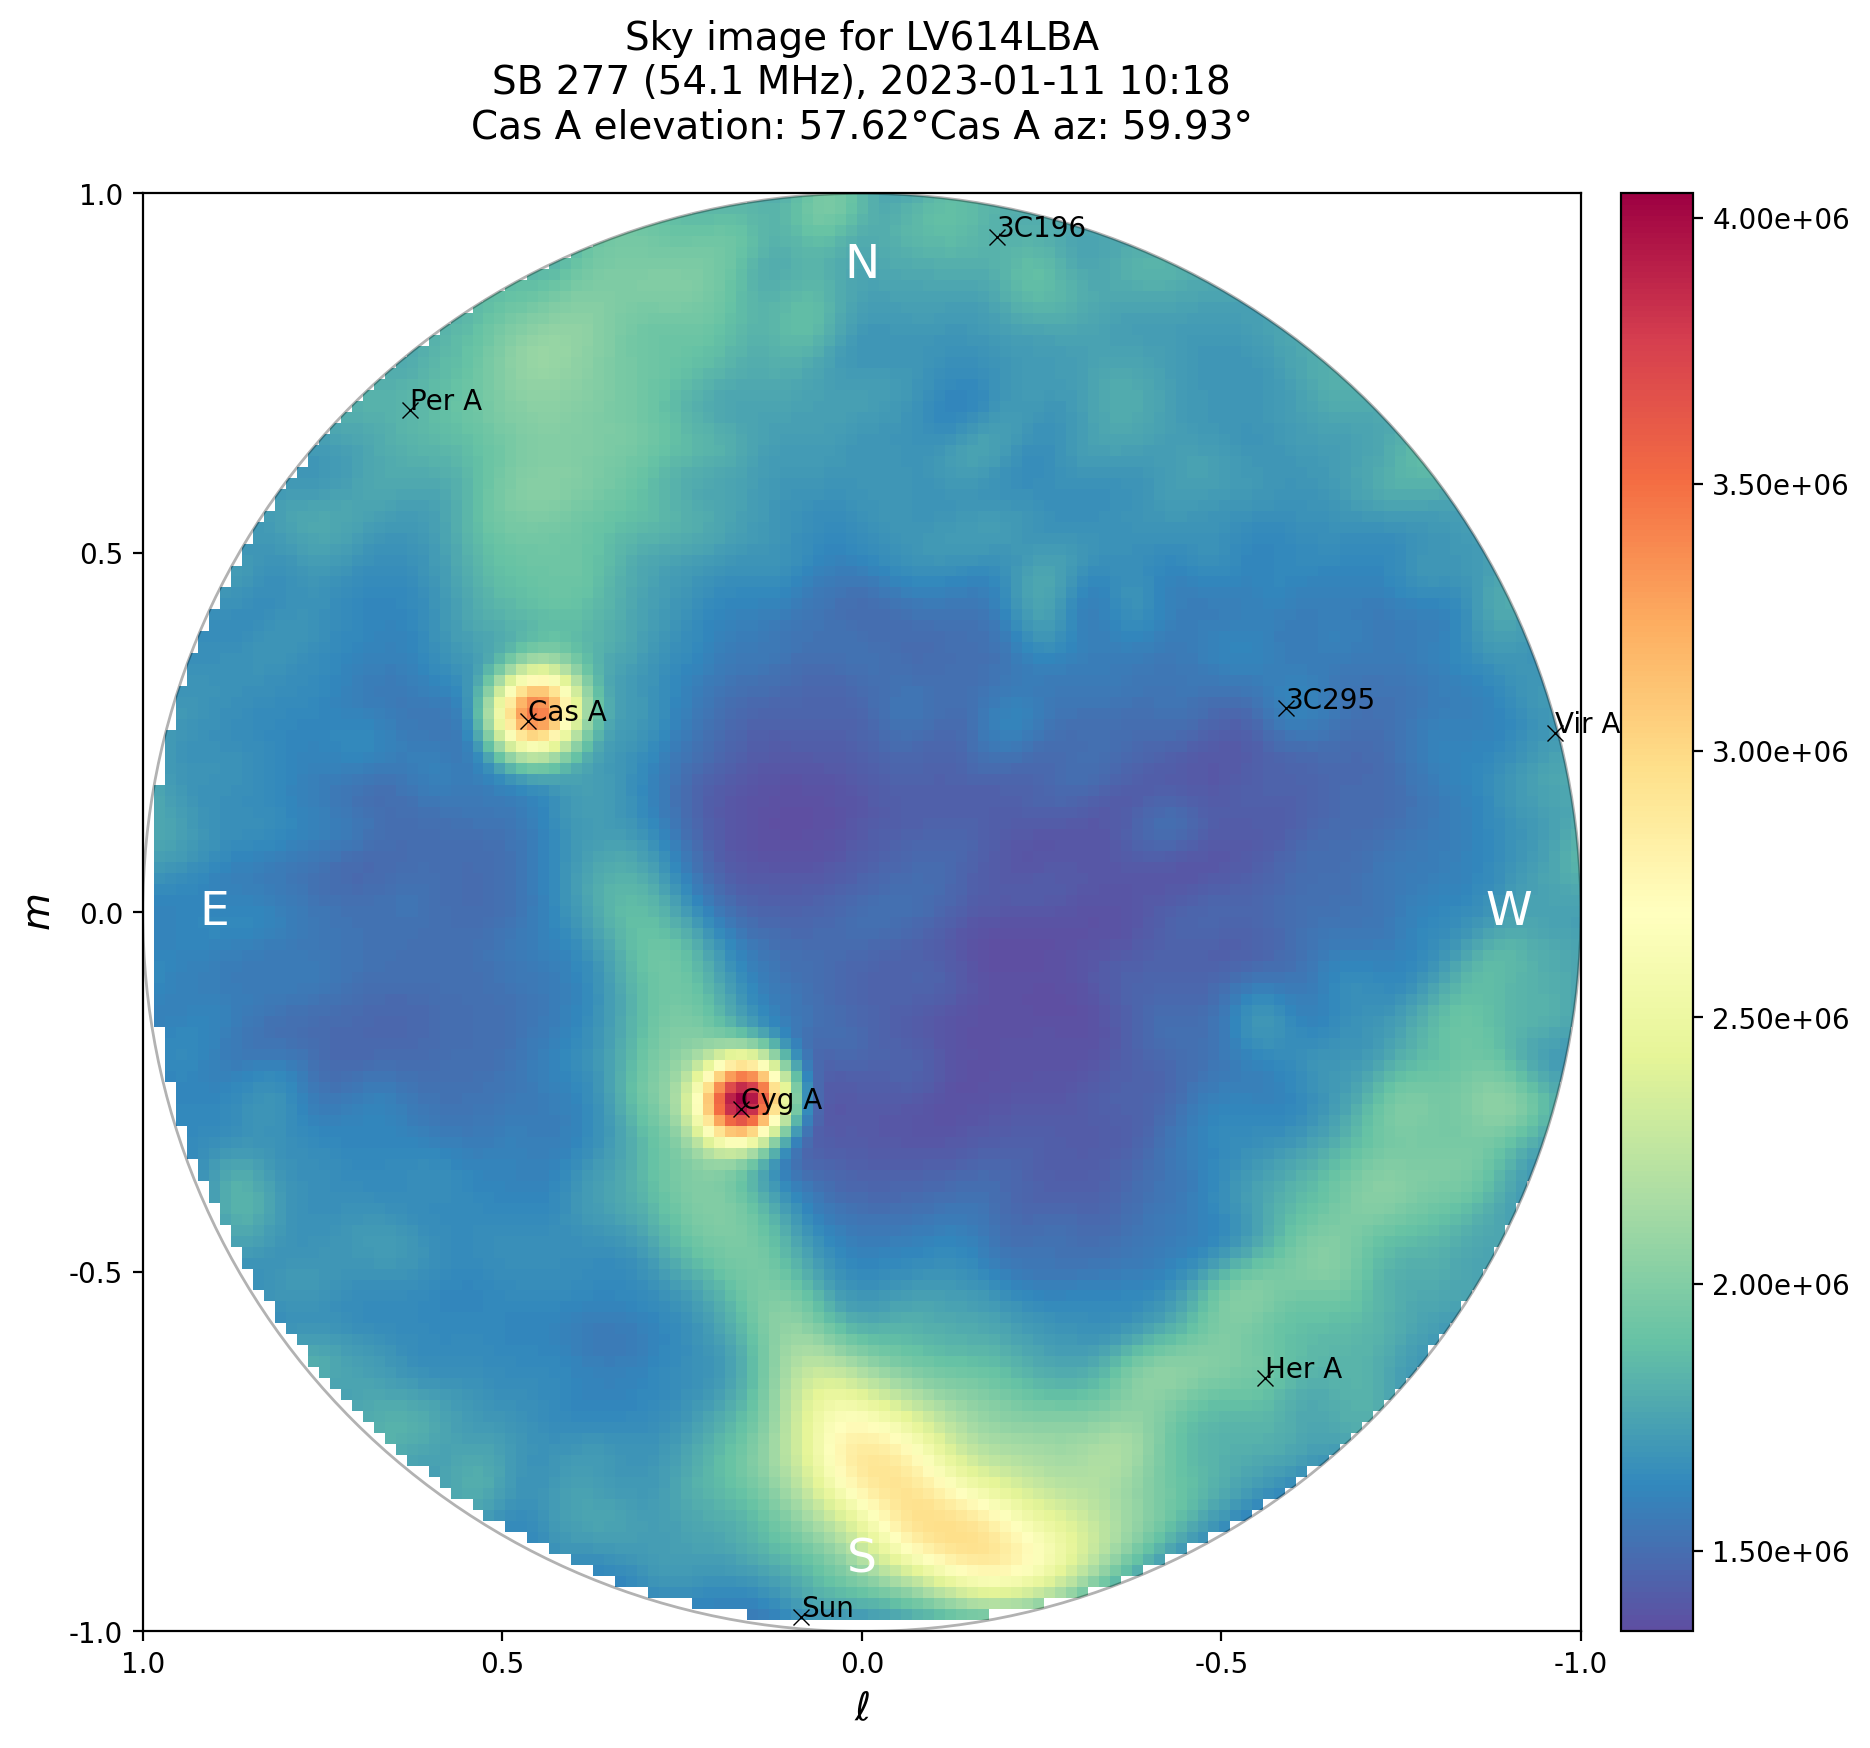 Sky image for LV614LBA
SB 277 (54.1 MHz), 2023-01-11 10:18
Cas A elevation: 57.62°Cas A az: 59.93°
1.0
4.00e+06
3C196
N
Per A
3.50e+06
0.5
3C295
Cas A
Vir A
3.00e+06
m
0.0
E
W
2.50e+06
Cyg A
-0.5
2.00e+06
Her A
1.50e+06
S
Sun
-1.0
1.0
0.5
0.0
-0.5
-1.0
ℓ